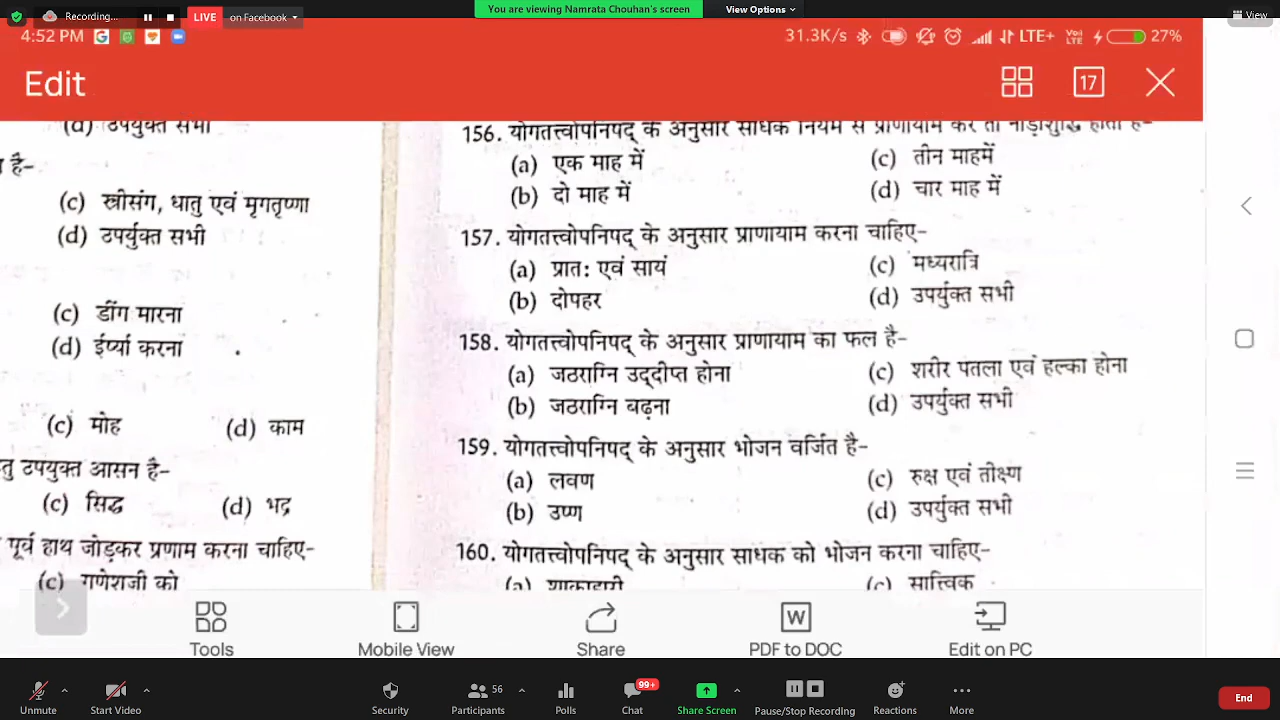 Recording...
LIVE
on Facebook
You are viewing Namrata Chouhan's screen
View Options
View
4:52 PM
31.3K/s
LTE+
VoLTE
27%
Edit
17
(d) उपर्युक्त सभी
है-
(c) स्त्रीसंग, धातु एवं मृगतृष्णा
(d) उपर्युक्त सभी
(c) डींग मारना
(d) ईर्ष्या करना
(c) मोह (d) काम
तु उपयुक्त आसन है-
(c) सिद्ध (d) भद्र
पूर्व हाथ जोड़कर प्रणाम करना चाहिए-
(c) गणेशजी को
156. योगतत्त्वोपनिषद् के अनुसार साधक नियम से प्राणायाम करे तो नाड़ीशुद्धि होती है-
(a) एक माह में (c) तीन माहमें
(b) दो माह में (d) चार माह में
157. योगतत्त्वोपनिषद् के अनुसार प्राणायाम करना चाहिए-
(a) प्रात: एवं सायं (c) मध्यरात्रि
(b) दोपहर (d) उपर्युक्त सभी
158. योगतत्त्वोपनिषद् के अनुसार प्राणायाम का फल है-
(a) जठराग्नि उद्दीप्त होना (c) शरीर पतला एवं हल्का होना
(b) जठराग्नि बढ़ना (d) उपर्युक्त सभी
159. योगतत्त्वोपनिषद् के अनुसार भोजन वर्जित है-
(a) लवण (c) रुक्ष एवं तीक्ष्ण
(b) उष्ण (d) उपर्युक्त सभी
160. योगतत्त्वोपनिषद् के अनुसार साधक को भोजन करना चाहिए-
(a) शाकाहारी (c) सात्त्विक
Tools
Mobile View
Share
W
PDF to DOC
Edit on PC
Unmute
Start Video
Security
56
Participants
Polls
99+
Chat
Share Screen
Pause/Stop Recording
Reactions
More
End